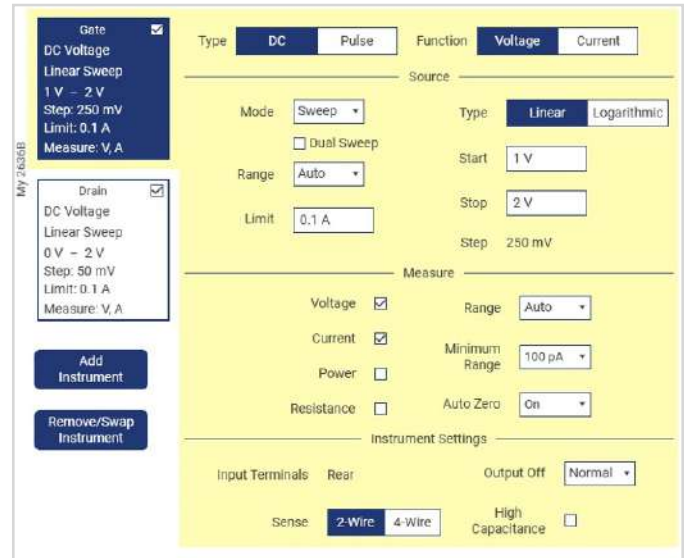 My 2636B
Gate
DC Voltage
Linear Sweep
1 V – 2 V
Step: 250 mV
Limit: 0.1 A
Measure: V, A
Drain
DC Voltage
Linear Sweep
0 V – 2 V
Step: 50 mV
Limit: 0.1 A
Measure: V, A
Add
Instrument
Remove/Swap
Instrument
Type DC Pulse Function Voltage Current
Source
Mode Sweep Type Linear Logarithmic
Dual Sweep
Start 1 V
Range Auto
Stop 2 V
Limit 0.1 A
Step 250 mV
Measure
Voltage Range Auto
Current
Minimum
Range 100 pA
Power
Resistance Auto Zero On
Instrument Settings
Input Terminals Rear Output Off Normal
Sense 2-Wire 4-Wire High
Capacitance